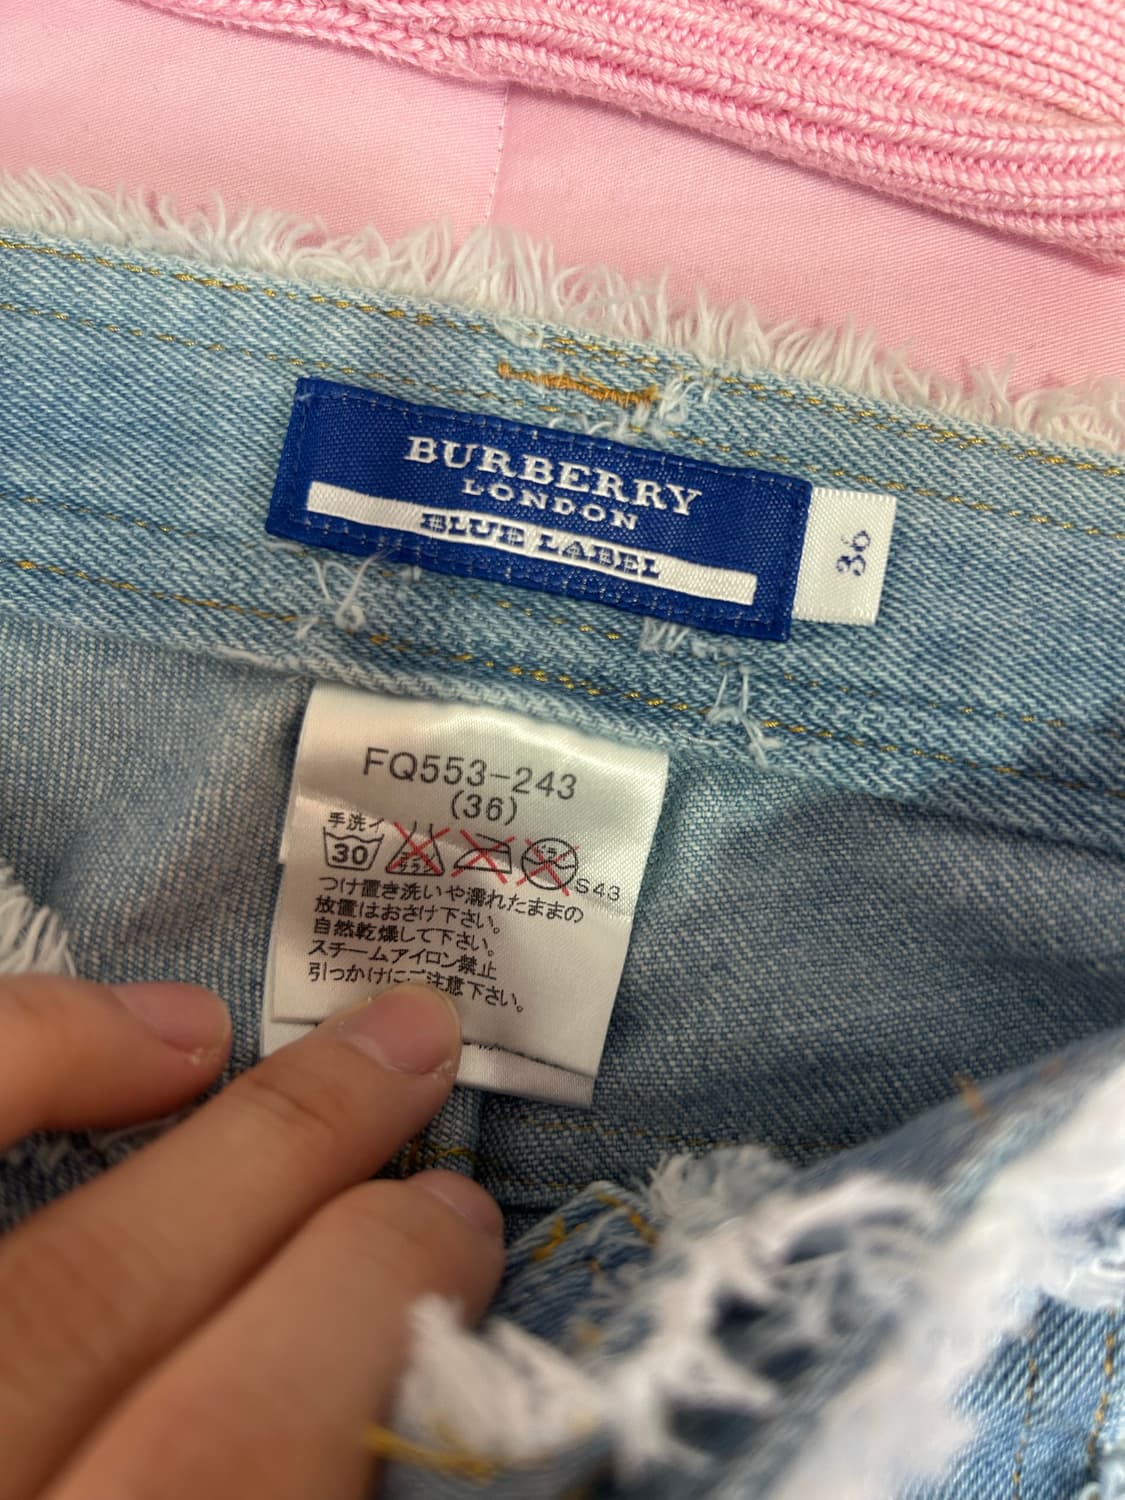 BURBERRY
LONDON
BLUE LABEL
36
FQ553-243
(36)
手洗イ
30
S43
つけ置き洗いや濡れたままの
放置はおさけ下さい。
自然乾燥して下さい。
スチームアイロン禁止
引っかけにご注意下さい。